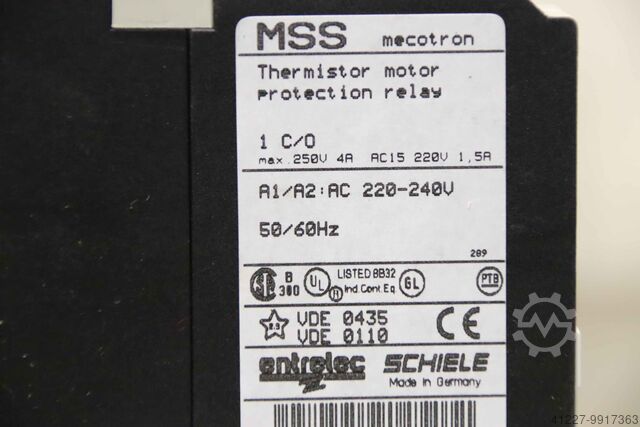 MSS mecotron
Thermistor motor
protection relay
1 C/O
max. 250V 4A AC15 220V 1,5A
A1/A2:AC 220-240V
50/60Hz
289
B
300
UL
R
LISTED 8B32
Ind.Cont.Eq
GL
PTB
VDE 0435
VDE 0110
CE
entrelec SCHIELE
Made in Germany
41227-9917363